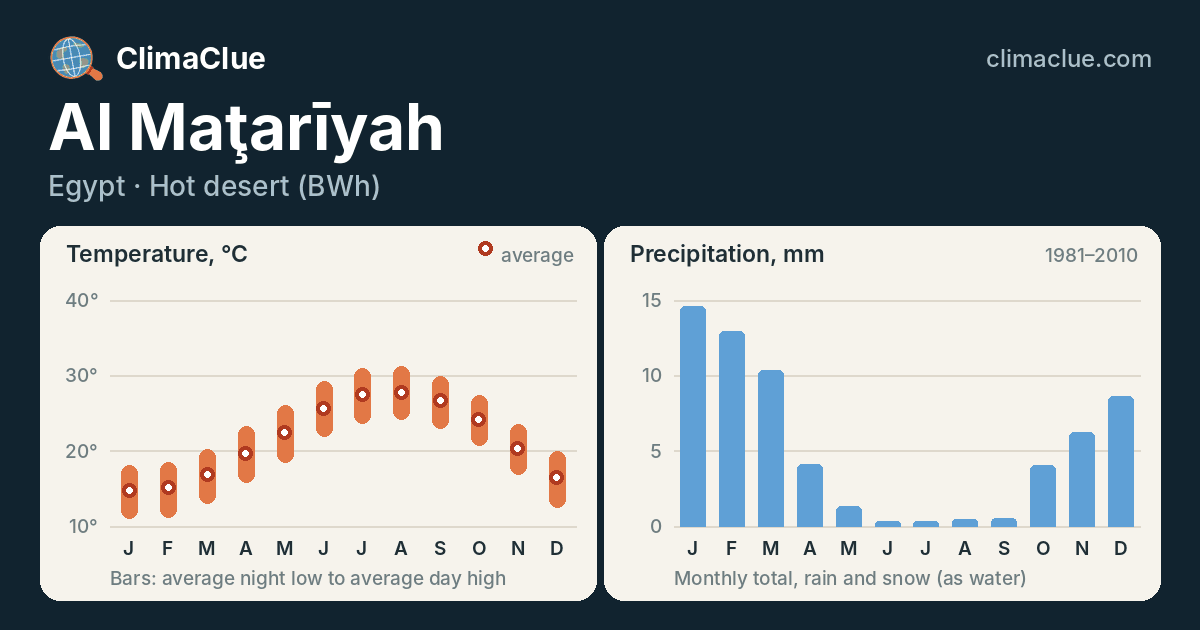 ClimaClue
climaclue.com
Al Maţarīyah
Egypt · Hot desert (BWh)
Temperature, °C
average
40°
30°
20°
10°
J F M A M J J A S O N D
Bars: average night low to average day high
Precipitation, mm
1981–2010
15
10
5
0
J F M A M J J A S O N D
Monthly total, rain and snow (as water)